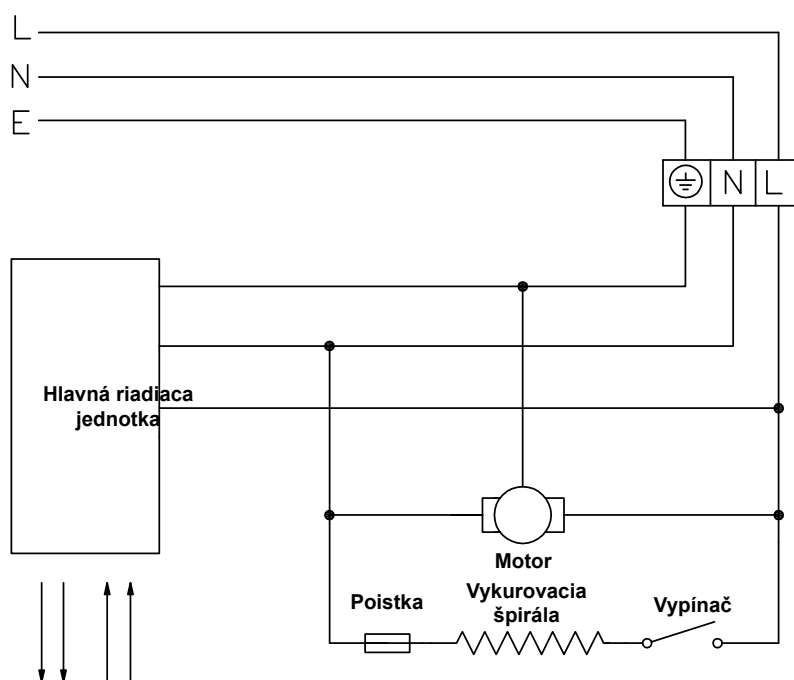 L
N
E
N L
Hlavná riadiaca
jednotka
Motor
Poistka
Vykurovacia
špirála
Vypínač